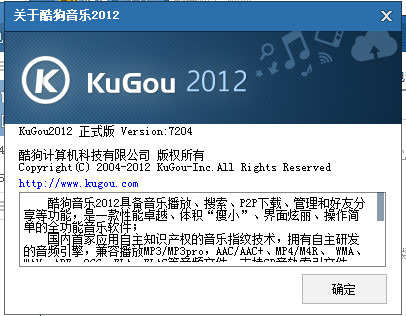 关于酷狗音乐2012
KuGou 2012
KuGou2012 正式版 Version:7204
酷狗计算机科技有限公司 版权所有
Copyright(C) 2004-2012 KuGou-Inc.All Rights Reserved
http://www.kugou.com
酷狗音乐2012具备音乐播放、搜索、P2P下载、管理和好友分
享等功能，是一款性能卓越、体积“瘦小”、界面炫丽、操作简
单的全功能音乐软件；
国内首家应用自主知识产权的音乐指纹技术，拥有自主研发
的音频引擎，兼容播放MP3/MP3pro，AAC/AAC+、MP4/M4R、 WMA、
确定